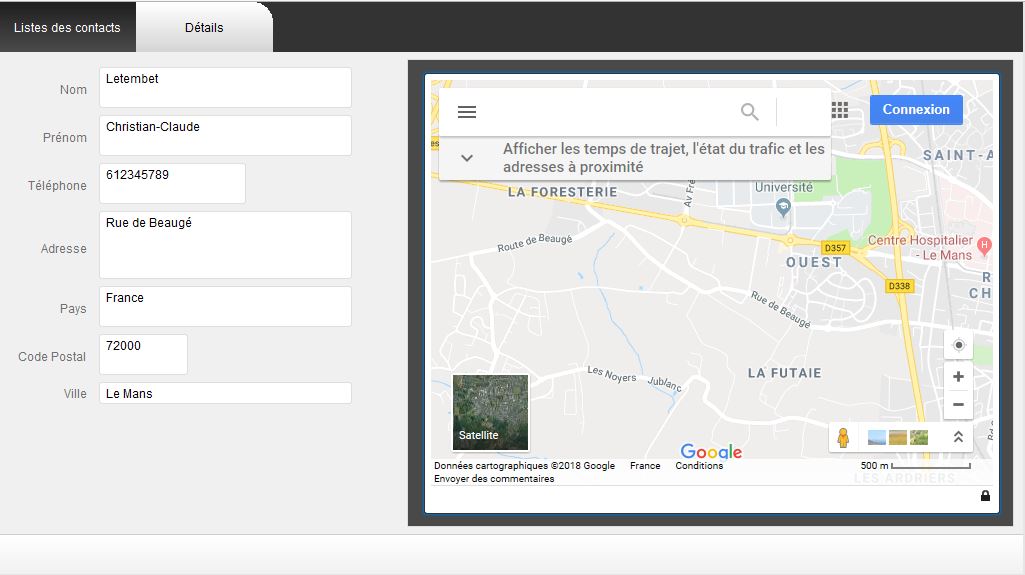 Listes des contacts
Détails
Nom
Letembet
Prénom
Christian-Claude
Téléphone
612345789
Adresse
Rue de Beaugé
Pays
France
Code Postal
72000
Ville
Le Mans
Connexion
Afficher les temps de trajet, l'état du trafic et les
adresses à proximité
SAINT-A
LA FORESTERIE
Av Fre
Université
Route de Beaugé
D357
Centre Hospitalier
- Le Mans
H
OUEST
R
CH
D338
Rue de Beaugé
Les Noyers
Jublanc
LA FUTAIE
Satellite
Google
Données cartographiques ©2018 Google
France
Conditions
500 m
Envoyer des commentaires
LES ARDRIERS